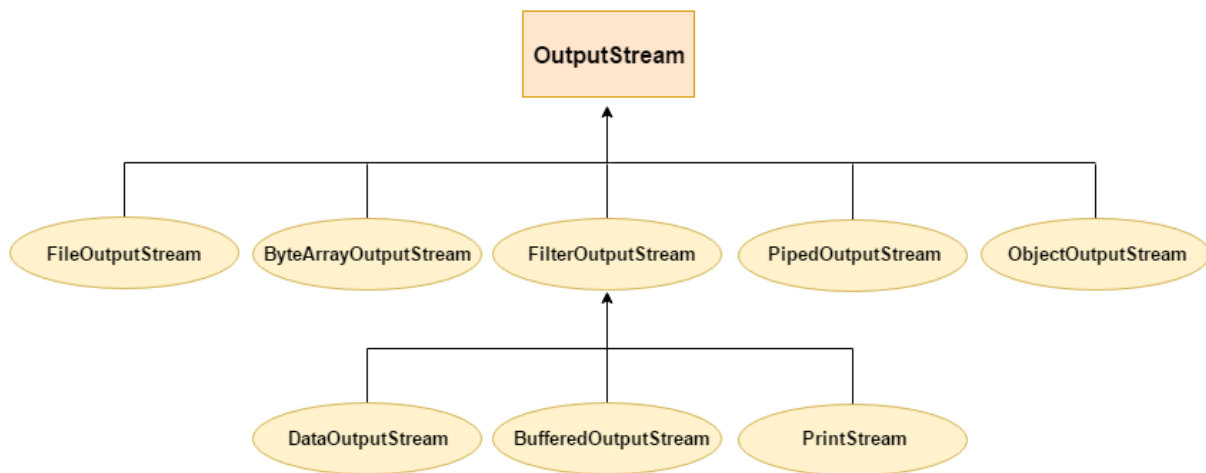 OutputStream
FileOutputStream
ByteArrayOutputStream
FilterOutputStream
PipedOutputStream
ObjectOutputStream
DataOutputStream
BufferedOutputStream
PrintStream